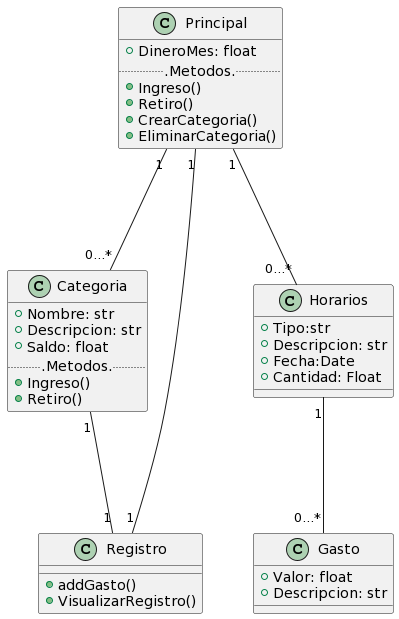 C Principal
DineroMes: float
.Metodos.
Ingreso()
Retiro()
CrearCategoria()
EliminarCategoria()
1 1 1
0...*
0...*
C Categoria
Nombre: str
Descripcion: str
Saldo: float
.Metodos.
Ingreso()
Retiro()
C Horarios
Tipo:str
Descripcion: str
Fecha:Date
Cantidad: Float
1
1
1 1
0...*
C Registro
addGasto()
VisualizarRegistro()
C Gasto
Valor: float
Descripcion: str